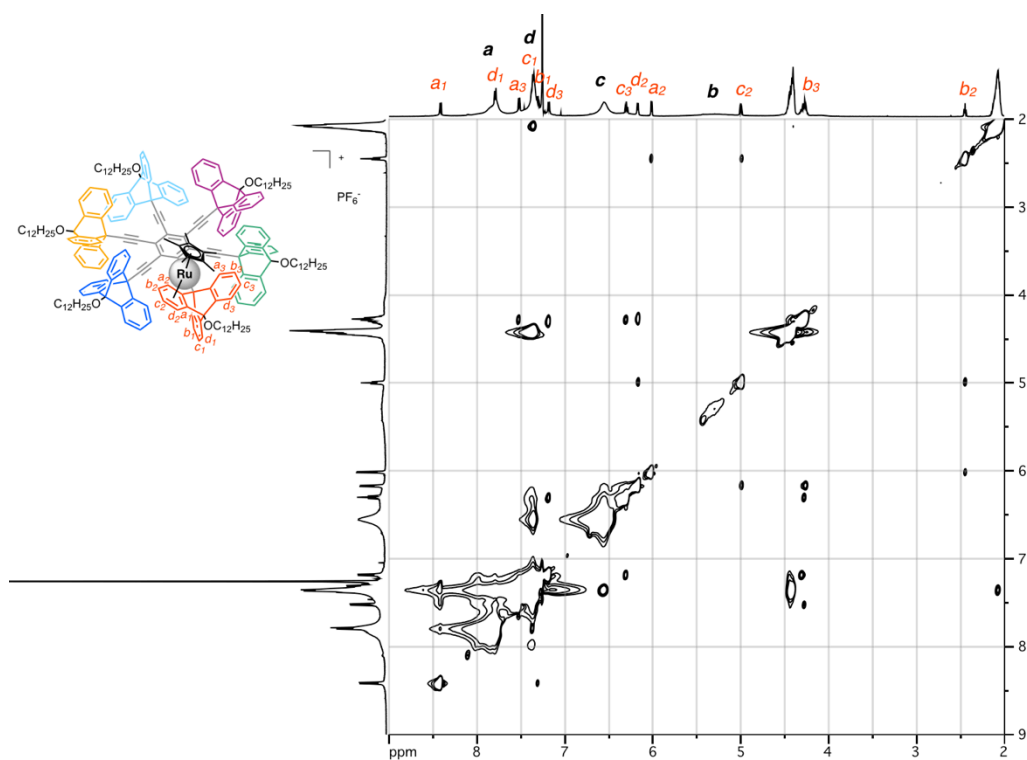 a d
c1
a1 d1 a3 b1 d3 c c3 d2 a2 b c2 b3 b2
2
3
4
5
6
7
8
9
ppm 8 7 6 5 4 3 2
+
PF6-
OC12H25
C12H25O
OC12H25
C12H25O
OC12H25
C12H25O
OC12H25
Ru
a3 b3
c3
d3
a2
b2
c2
d2 a1
b1 d1
c1